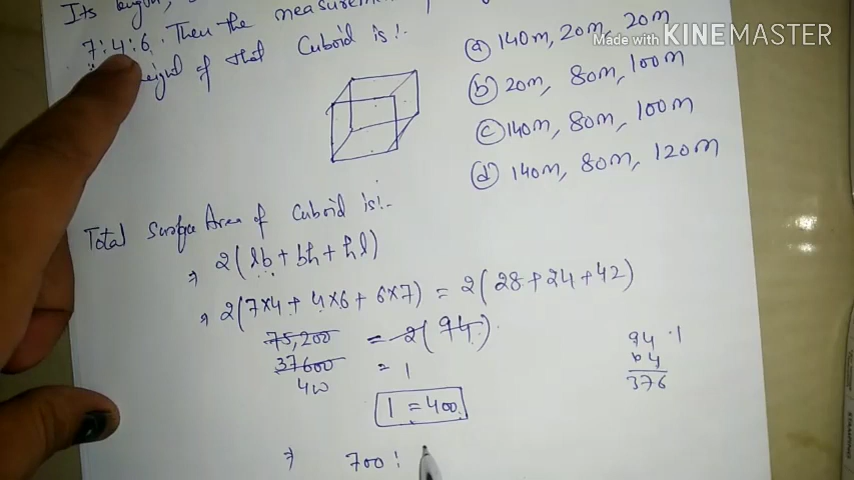 Its
7:4:6. Then the measurement
of that Cuboid is:-
Made with KINEMASTER
(a) 140m, 20m, 20m
(b) 20m, 80m, 100m
(c) 140m, 80m, 100m
(d) 140m, 80m, 120m
Total Surface Area of Cuboid is:-
⇒ 2(lb + bh + hl)
⇒ 2(7×4 + 4×6 + 6×7) = 2(28+24+42)
75,200 = 2(94)
37600 = 1
400
1 = 400
94
4
376
⇒ 700 :